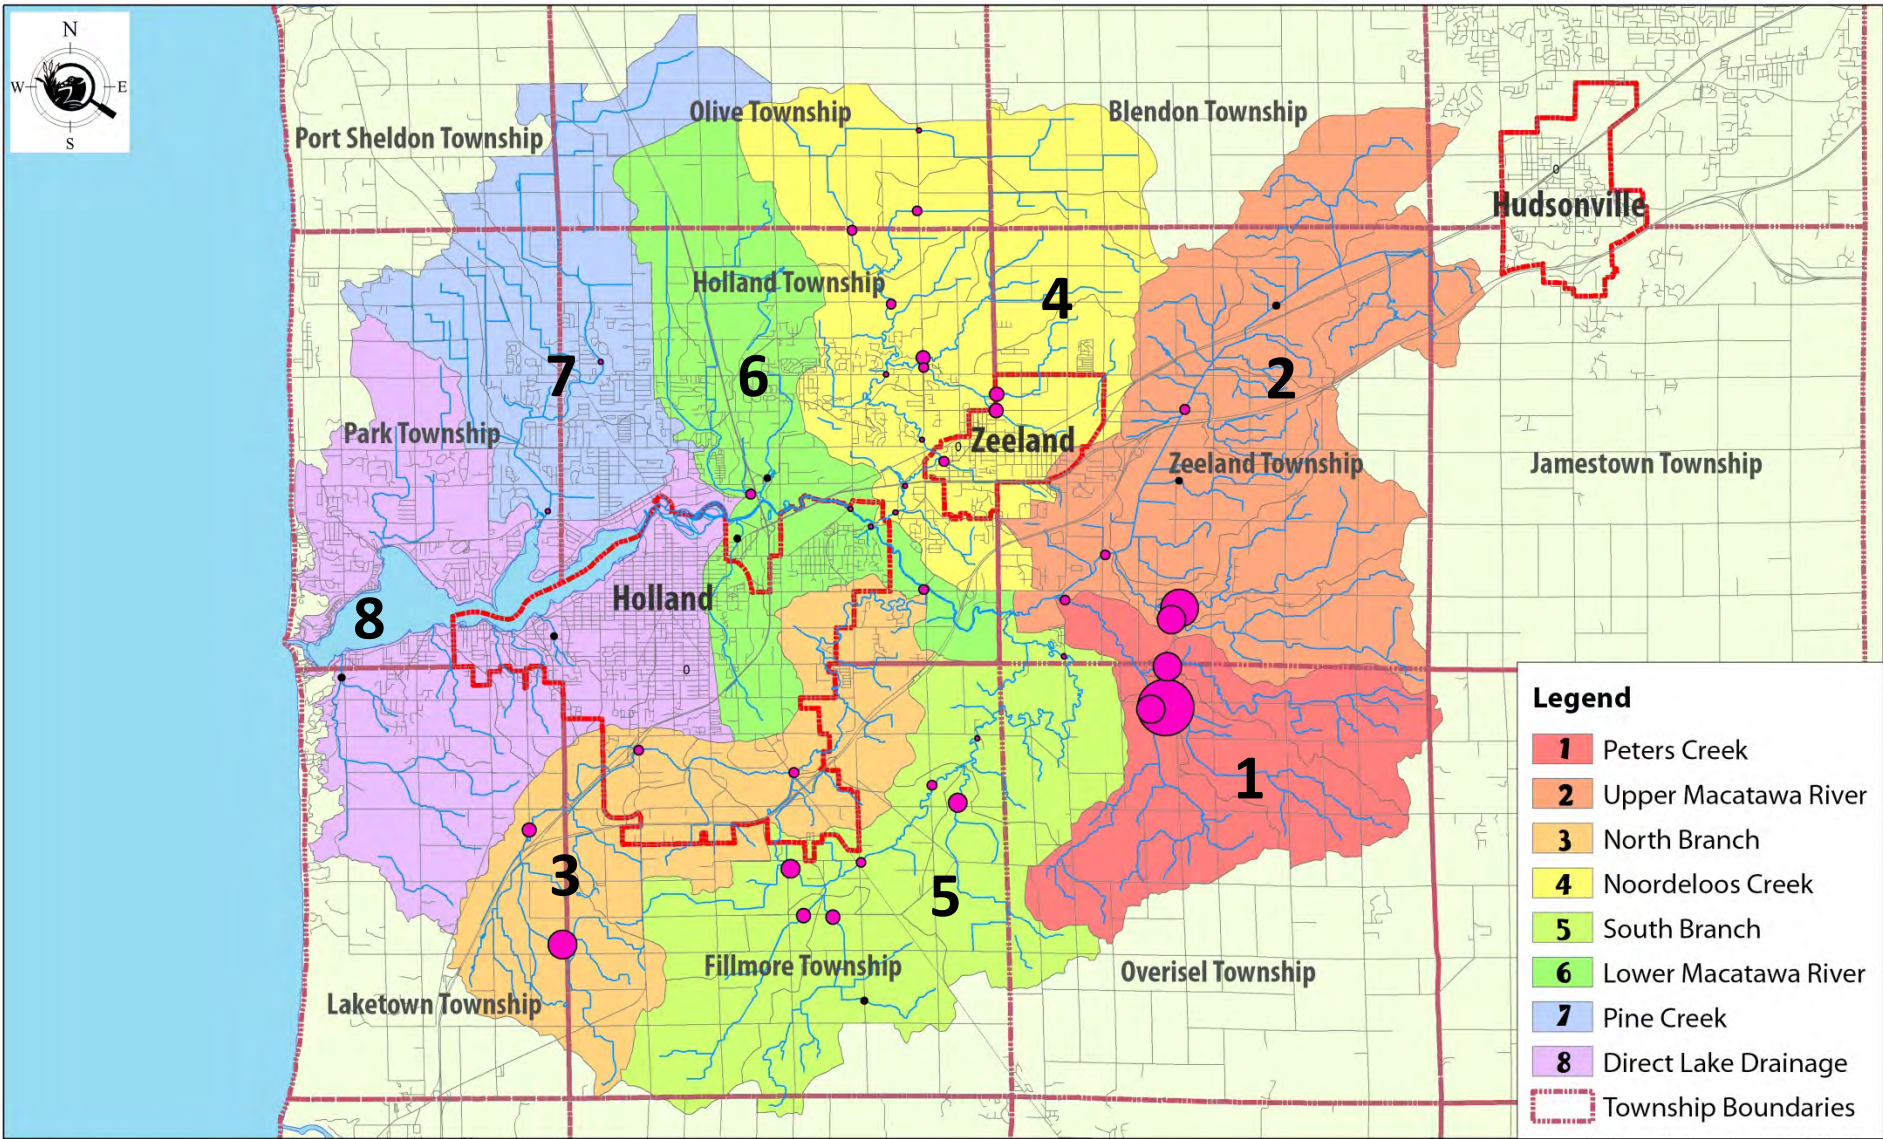 N
W
E
S
Port Sheldon Township
Olive Township
Blendon Township
0
Hudsonville
Holland Township
4
7
6
2
Park Township
Zeeland
0
Zeeland Township
Jamestown Township
8
Holland
0
1
3
5
Fillmore Township
Overisel Township
Laketown Township
Legend
1 Peters Creek
2 Upper Macatawa River
3 North Branch
4 Noordeloos Creek
5 South Branch
6 Lower Macatawa River
7 Pine Creek
8 Direct Lake Drainage
Township Boundaries